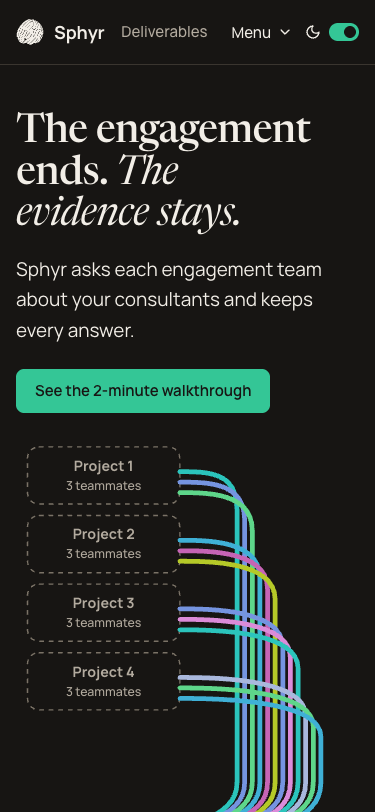 Sphyr
Deliverables
Menu
The engagement
ends. The
evidence stays.
Sphyr asks each engagement team
about your consultants and keeps
every answer.
See the 2-minute walkthrough
Project 1
3 teammates
Project 2
3 teammates
Project 3
3 teammates
Project 4
3 teammates